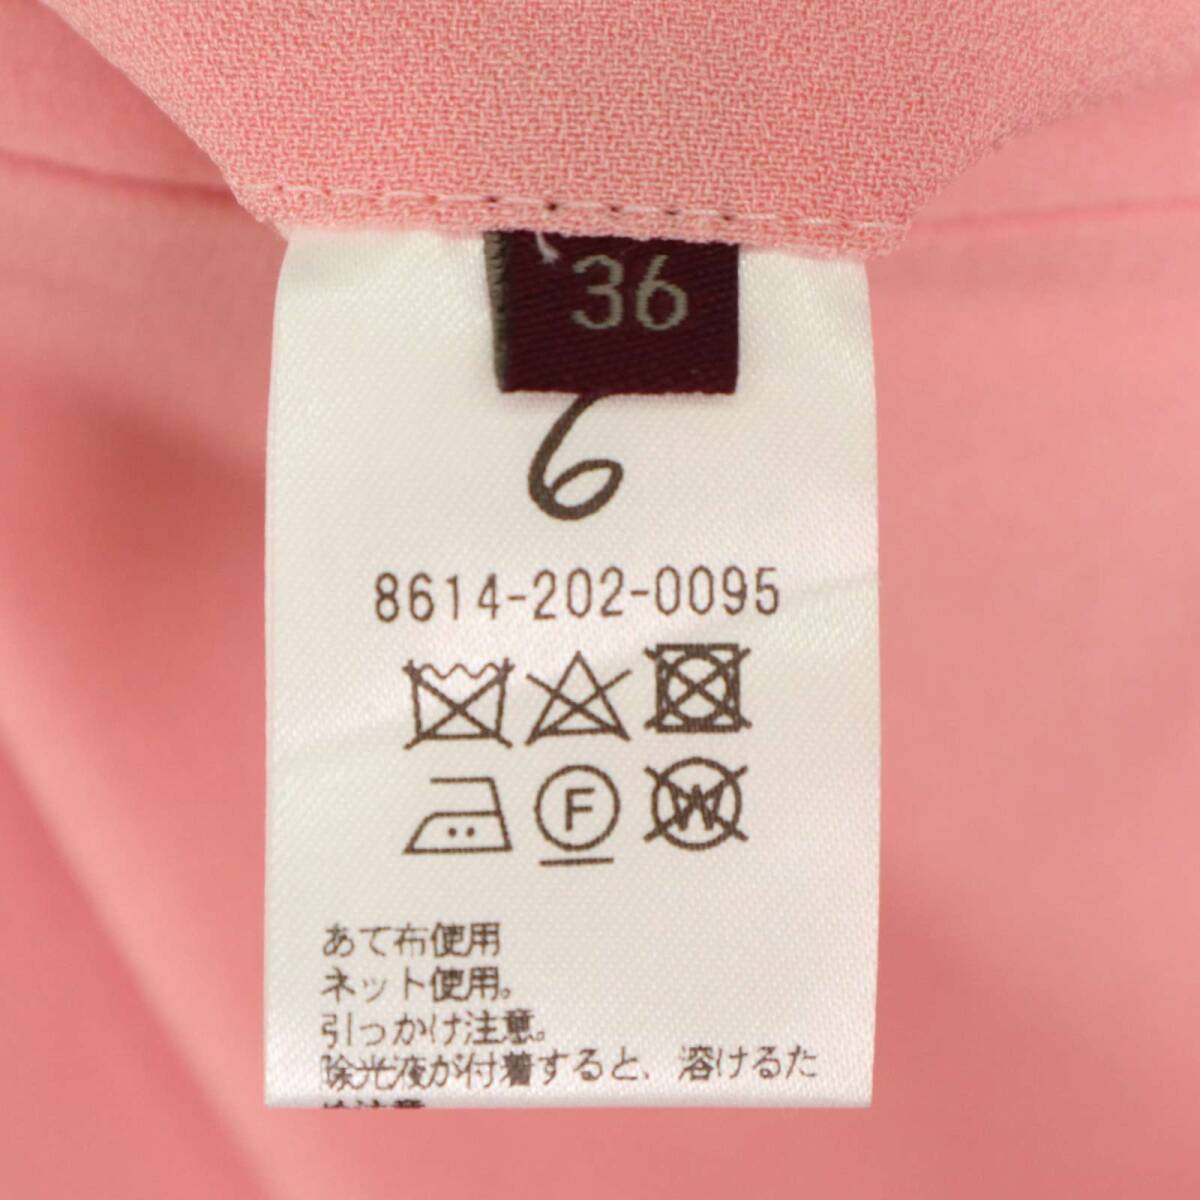 36
6
8614-202-0095
F
W
あて布使用
ネット使用。
引っかけ注意。
除光液が付着すると、溶けるた